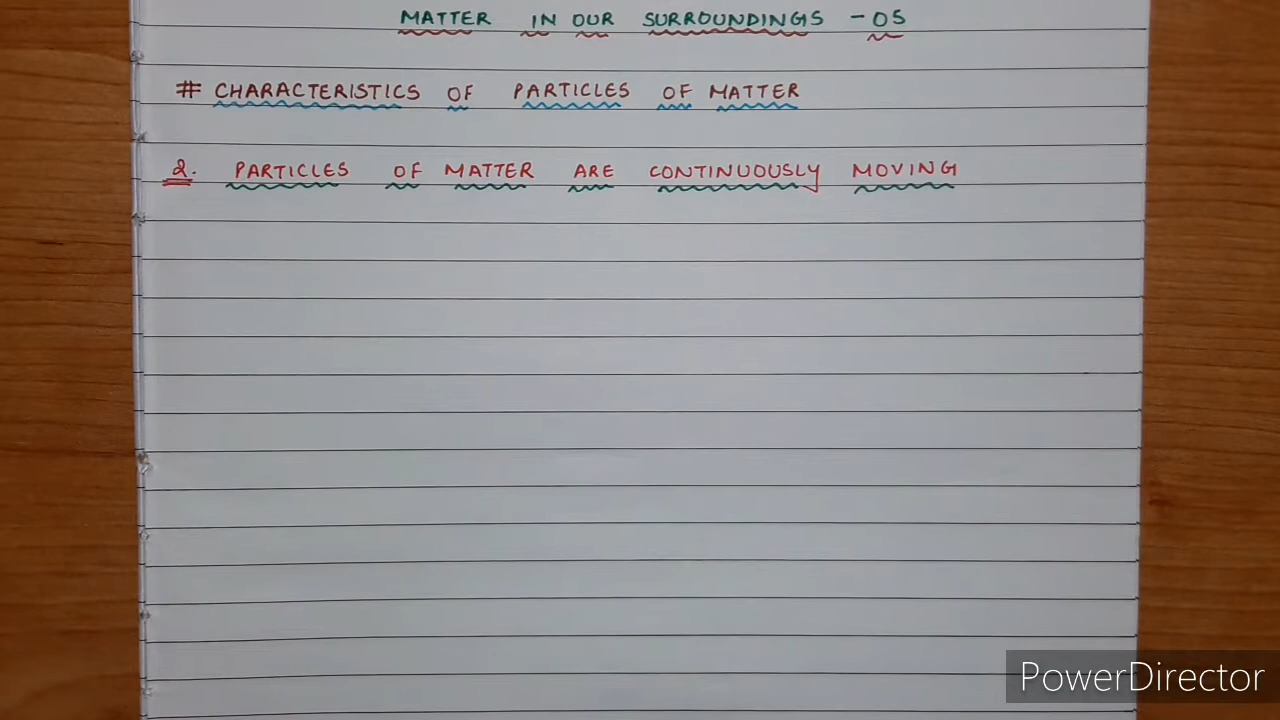 MATTER IN OUR SURROUNDINGS - 05
# CHARACTERISTICS OF PARTICLES OF MATTER
2. PARTICLES OF MATTER ARE CONTINUOUSLY MOVING
PowerDirector